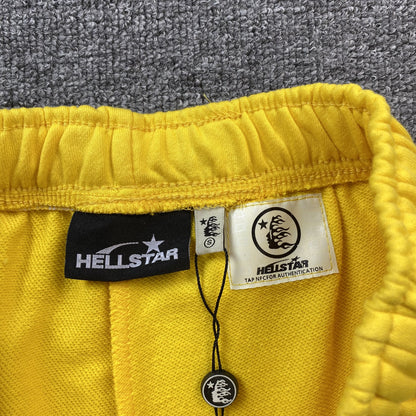 HELLSTAR
S
HELLSTAR
TAP NFC FOR AUTHENTICATION